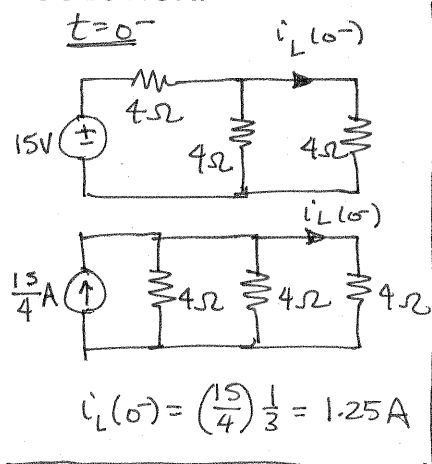 t=0⁻
i_L(0⁻)
4Ω
15V ± 4Ω 4Ω
i_L(0⁻)
15/4 A 4Ω 4Ω 4Ω
i_L(0⁻) = (15/4) 1/3 = 1.25A